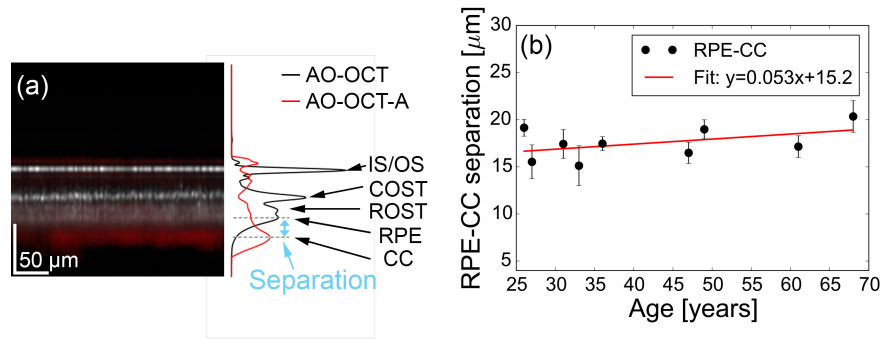 (a)
AO-OCT
AO-OCT-A
IS/OS
COST
ROST
RPE
CC
Separation
50 µm
(b)
RPE-CC separation [µm]
30
25
20
15
10
5
RPE-CC
Fit: y=0.053x+15.2
25 30 35 40 45 50 55 60 65 70
Age [years]